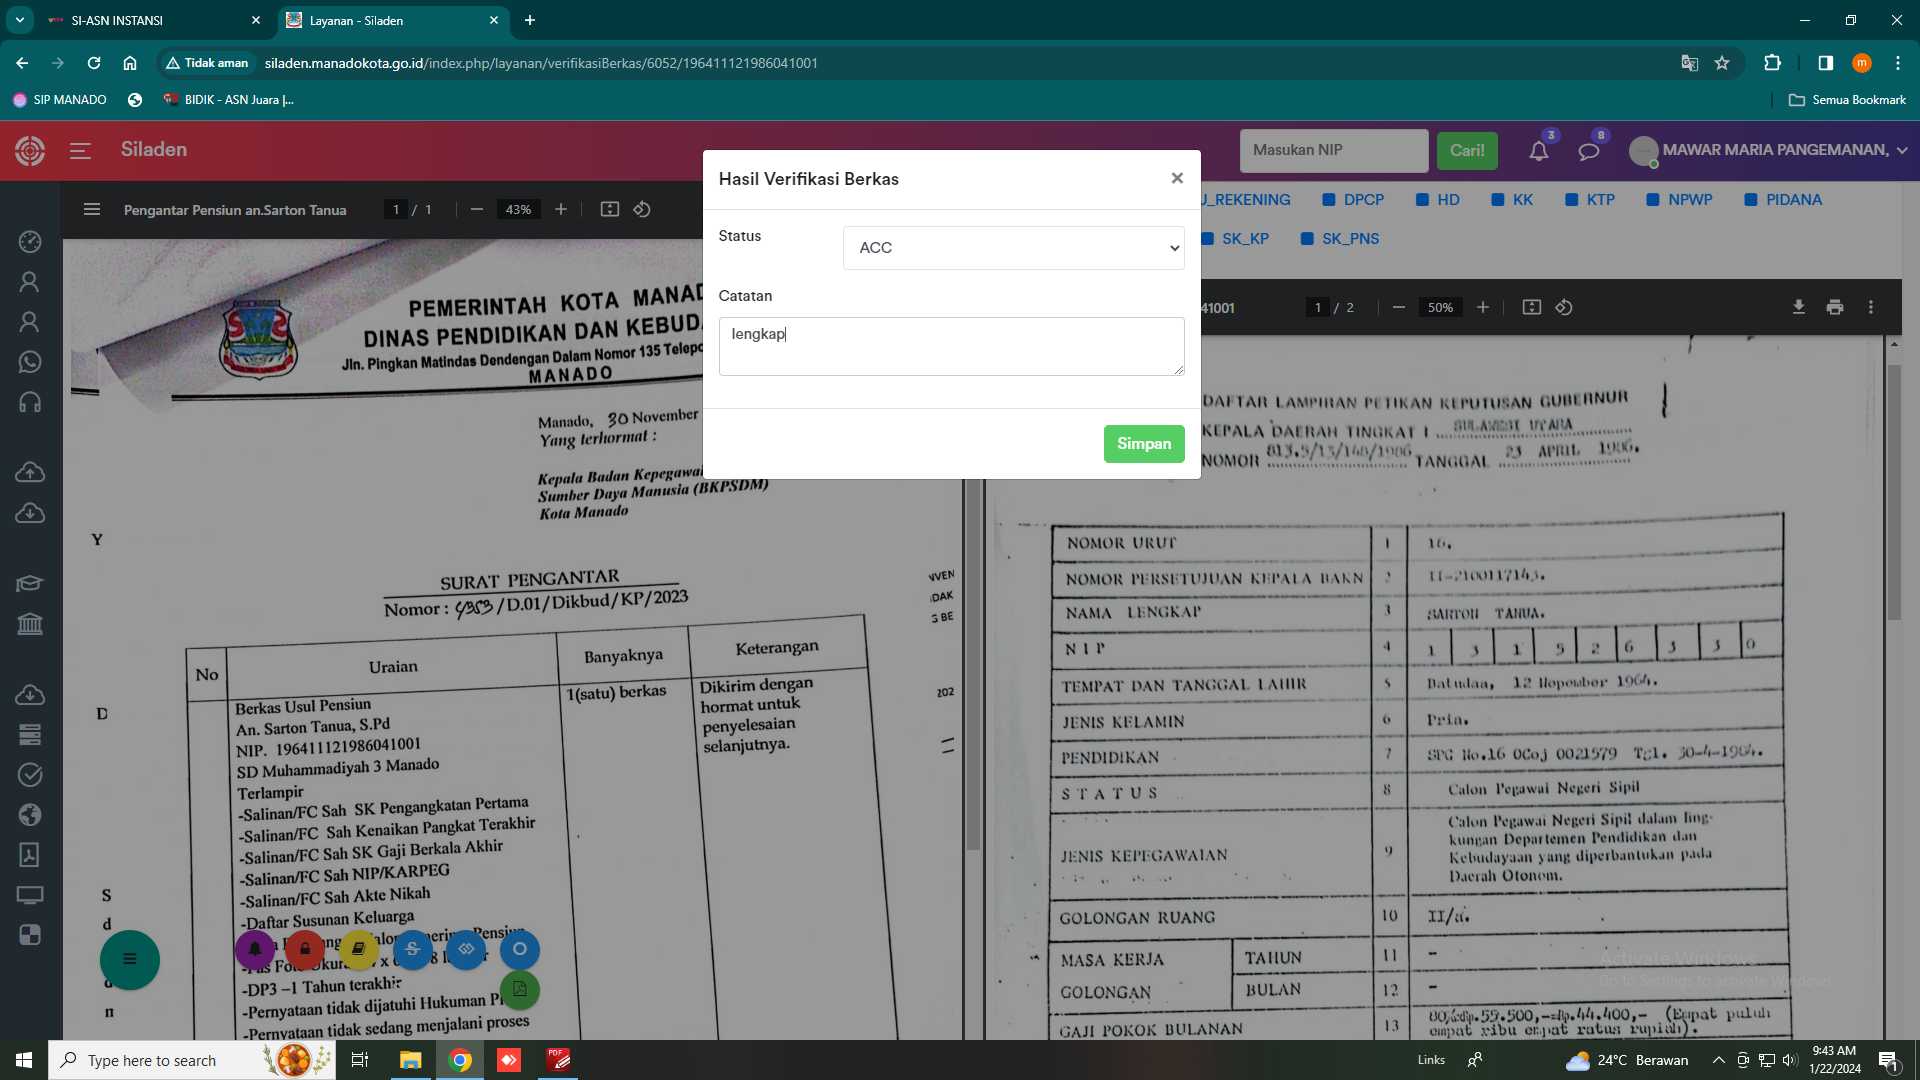 SI-ASN INSTANSI
Layanan - Siladen
Tidak aman
siladen.manadokota.go.id/index.php/layanan/verifikasiBerkas/6052/196411121986041001
m
SIP MANADO
BIDIK - ASN Juara |...
Semua Bookmark
Siladen
Masukan NIP
Cari!
3
8
MAWAR MARIA PANGEMANAN,
Pengantar Pensiun an.Sarton Tanua
1 / 1
43%
Hasil Verifikasi Berkas
Status
ACC
Catatan
lengkap
Simpan
J_REKENING
DPCP
HD
KK
KTP
NPWP
PIDANA
SK_KP
SK_PNS
41001
1 / 2
50%
PEMERINTAH KOTA MANAD
DINAS PENDIDIKAN DAN KEBUDA
Jln. Pingkan Matindas Dendengan Dalam Nomor 135 Telepo
MANADO
Manado, 30 November
Yang terhormat :
Kepala Badan Kepegawai
Sumber Daya Manusia (BKPSDM)
Kota Manado
Y
D
S
d
n
SURAT PENGANTAR
Nomor : 4353/D.01/Dikbud/KP/2023
VEN
DAK
G BE
202
No
Uraian
Banyaknya
Keterangan
Berkas Usul Pensiun
An. Sarton Tanua, S.Pd
NIP. 196411121986041001
SD Muhammadiyah 3 Manado
Terlampir
-Salinan/FC Sah SK Pengangkatan Pertama
-Salinan/FC Sah Kenaikan Pangkat Terakhir
-Salinan/FC Sah SK Gaji Berkala Akhir
-Salinan/FC Sah NIP/KARPEG
-Salinan/FC Sah Akte Nikah
-Daftar Susunan Keluarga
-DP3 –1 Tahun terakhir
-Pernyataan tidak dijatuhi Hukuman
-Pernyataan tidak sedang menjalani proses
1(satu) berkas
Dikirim dengan
hormat untuk
penyelesaian
selanjutnya.
DAFTAR LAMPIRAN PETIKAN KEPUTUSAN GUBERNUR
KEPALA DAERAH TINGKAT I SULAWESI UTARA
NOMOR 813.3/13/148/1986 TANGGAL 23 APRIL 1986.
NOMOR URUT 1 16.
NOMOR PERSETUJUAN KEPALA BAKN 2 II-2100117143.
NAMA LENGKAP 3 SARTON TANUA.
N I P 4 1 3 1 5 2 6 3 3 0
TEMPAT DAN TANGGAL LAHIR 5 Batudaa, 12 Nopember 1964.
JENIS KELAMIN 6 Pria.
PENDIDIKAN 7 SPG No.16 OCoj 0021579 Tgl. 30-4-1984.
S T A T U S 8 Calon Pegawai Negeri Sipil
JENIS KEPEGAWAIAN 9 Calon Pegawai Negeri Sipil dalam ling-
kungan Departemen Pendidikan dan
Kebudayaan yang diperbantukan pada
Daerah Otonom.
GOLONGAN RUANG 10 II/a.
MASA KERJA TAHUN 11 -
GOLONGAN BULAN 12 -
GAJI POKOK BULANAN 13 80% Rp.55.500,-=Rp.44.400,- (Empat puluh
empat ribu empat ratus rupiah).
Activate Windows
Go to Settings to activate Windows.
Type here to search
PDF
Links
24°C Berawan
9:43 AM
1/22/2024
1